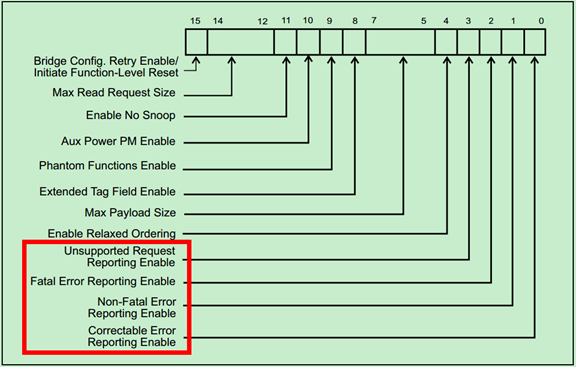 15 14 12 11 10 9 8 7 5 4 3 2 1 0
Bridge Config. Retry Enable/
Initiate Function-Level Reset
Max Read Request Size
Enable No Snoop
Aux Power PM Enable
Phantom Functions Enable
Extended Tag Field Enable
Max Payload Size
Enable Relaxed Ordering
Unsupported Request
Reporting Enable
Fatal Error Reporting Enable
Non-Fatal Error
Reporting Enable
Correctable Error
Reporting Enable